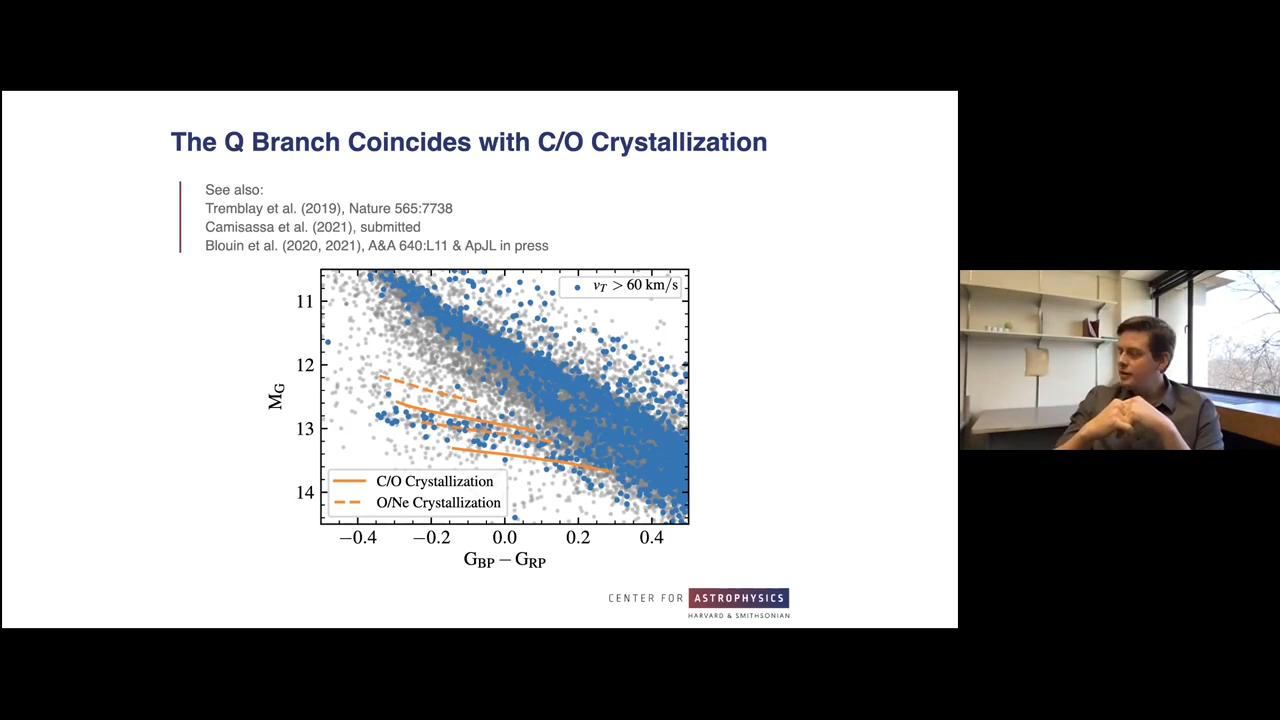 The Q Branch Coincides with C/O Crystallization
See also:
Tremblay et al. (2019), Nature 565:7738
Camisassa et al. (2021), submitted
Blouin et al. (2020, 2021), A&A 640:L11 & ApJL in press
v_T > 60 km/s
11
12
13
14
M_G
C/O Crystallization
O/Ne Crystallization
−0.4 −0.2 0.0 0.2 0.4
G_BP − G_RP
CENTER FOR ASTROPHYSICS
HARVARD & SMITHSONIAN